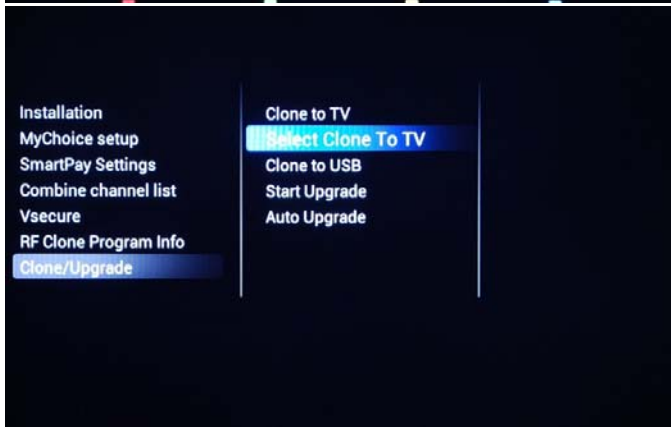 Installation
MyChoice setup
SmartPay Settings
Combine channel list
Vsecure
RF Clone Program Info
Clone/Upgrade
Clone to TV
Select Clone To TV
Clone to USB
Start Upgrade
Auto Upgrade